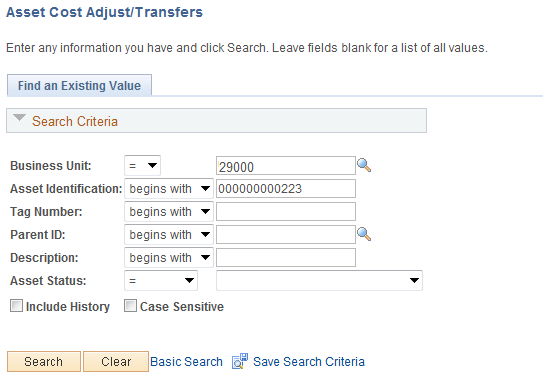 Asset Cost Adjust/Transfers
Enter any information you have and click Search. Leave fields blank for a list of all values.
Find an Existing Value
Search Criteria
Business Unit: = 29000
Asset Identification: begins with 000000000223
Tag Number: begins with
Parent ID: begins with
Description: begins with
Asset Status: =
Include History Case Sensitive
Search Clear Basic Search Save Search Criteria